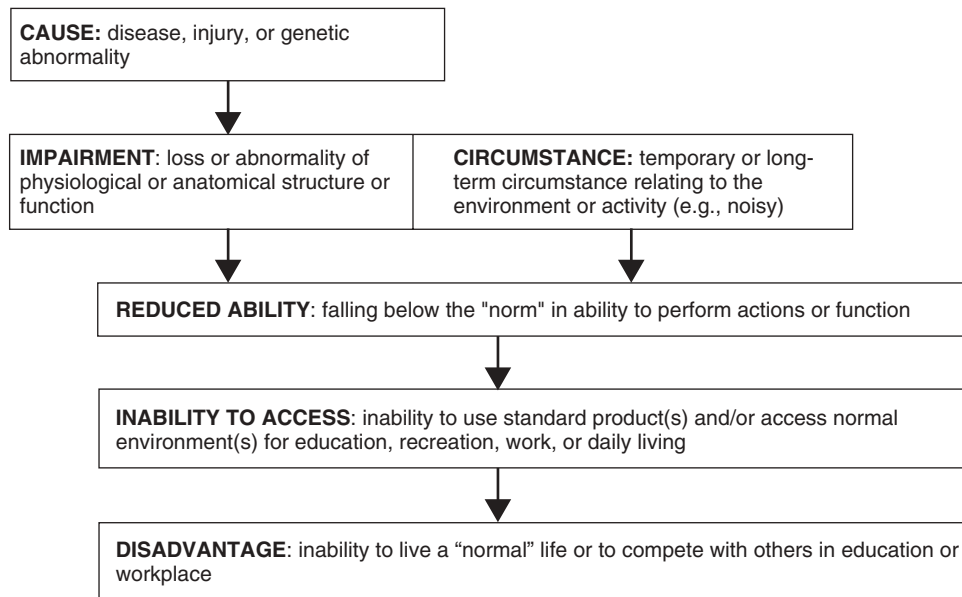 CAUSE: disease, injury, or genetic
abnormality
IMPAIRMENT: loss or abnormality of
physiological or anatomical structure or
function
CIRCUMSTANCE: temporary or long-
term circumstance relating to the
environment or activity (e.g., noisy)
REDUCED ABILITY: falling below the "norm" in ability to perform actions or function
INABILITY TO ACCESS: inability to use standard product(s) and/or access normal
environment(s) for education, recreation, work, or daily living
DISADVANTAGE: inability to live a “normal” life or to compete with others in education or
workplace